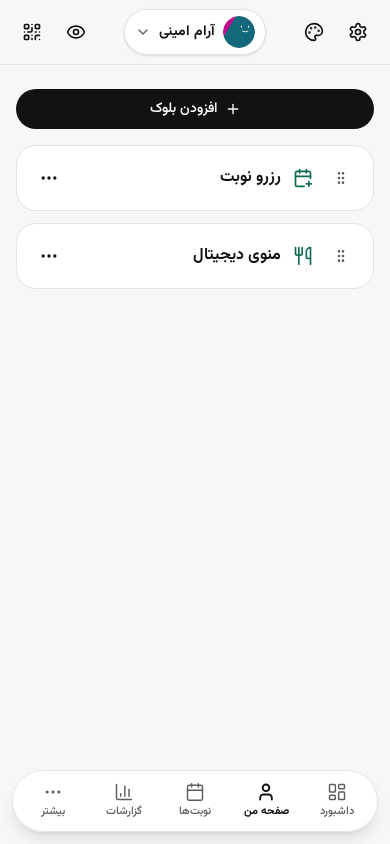 آرام امینی
افزودن بلوک
رزرو نوبت
منوی دیجیتال
داشبورد
صفحه من
نوبت‌ها
گزارشات
بیشتر